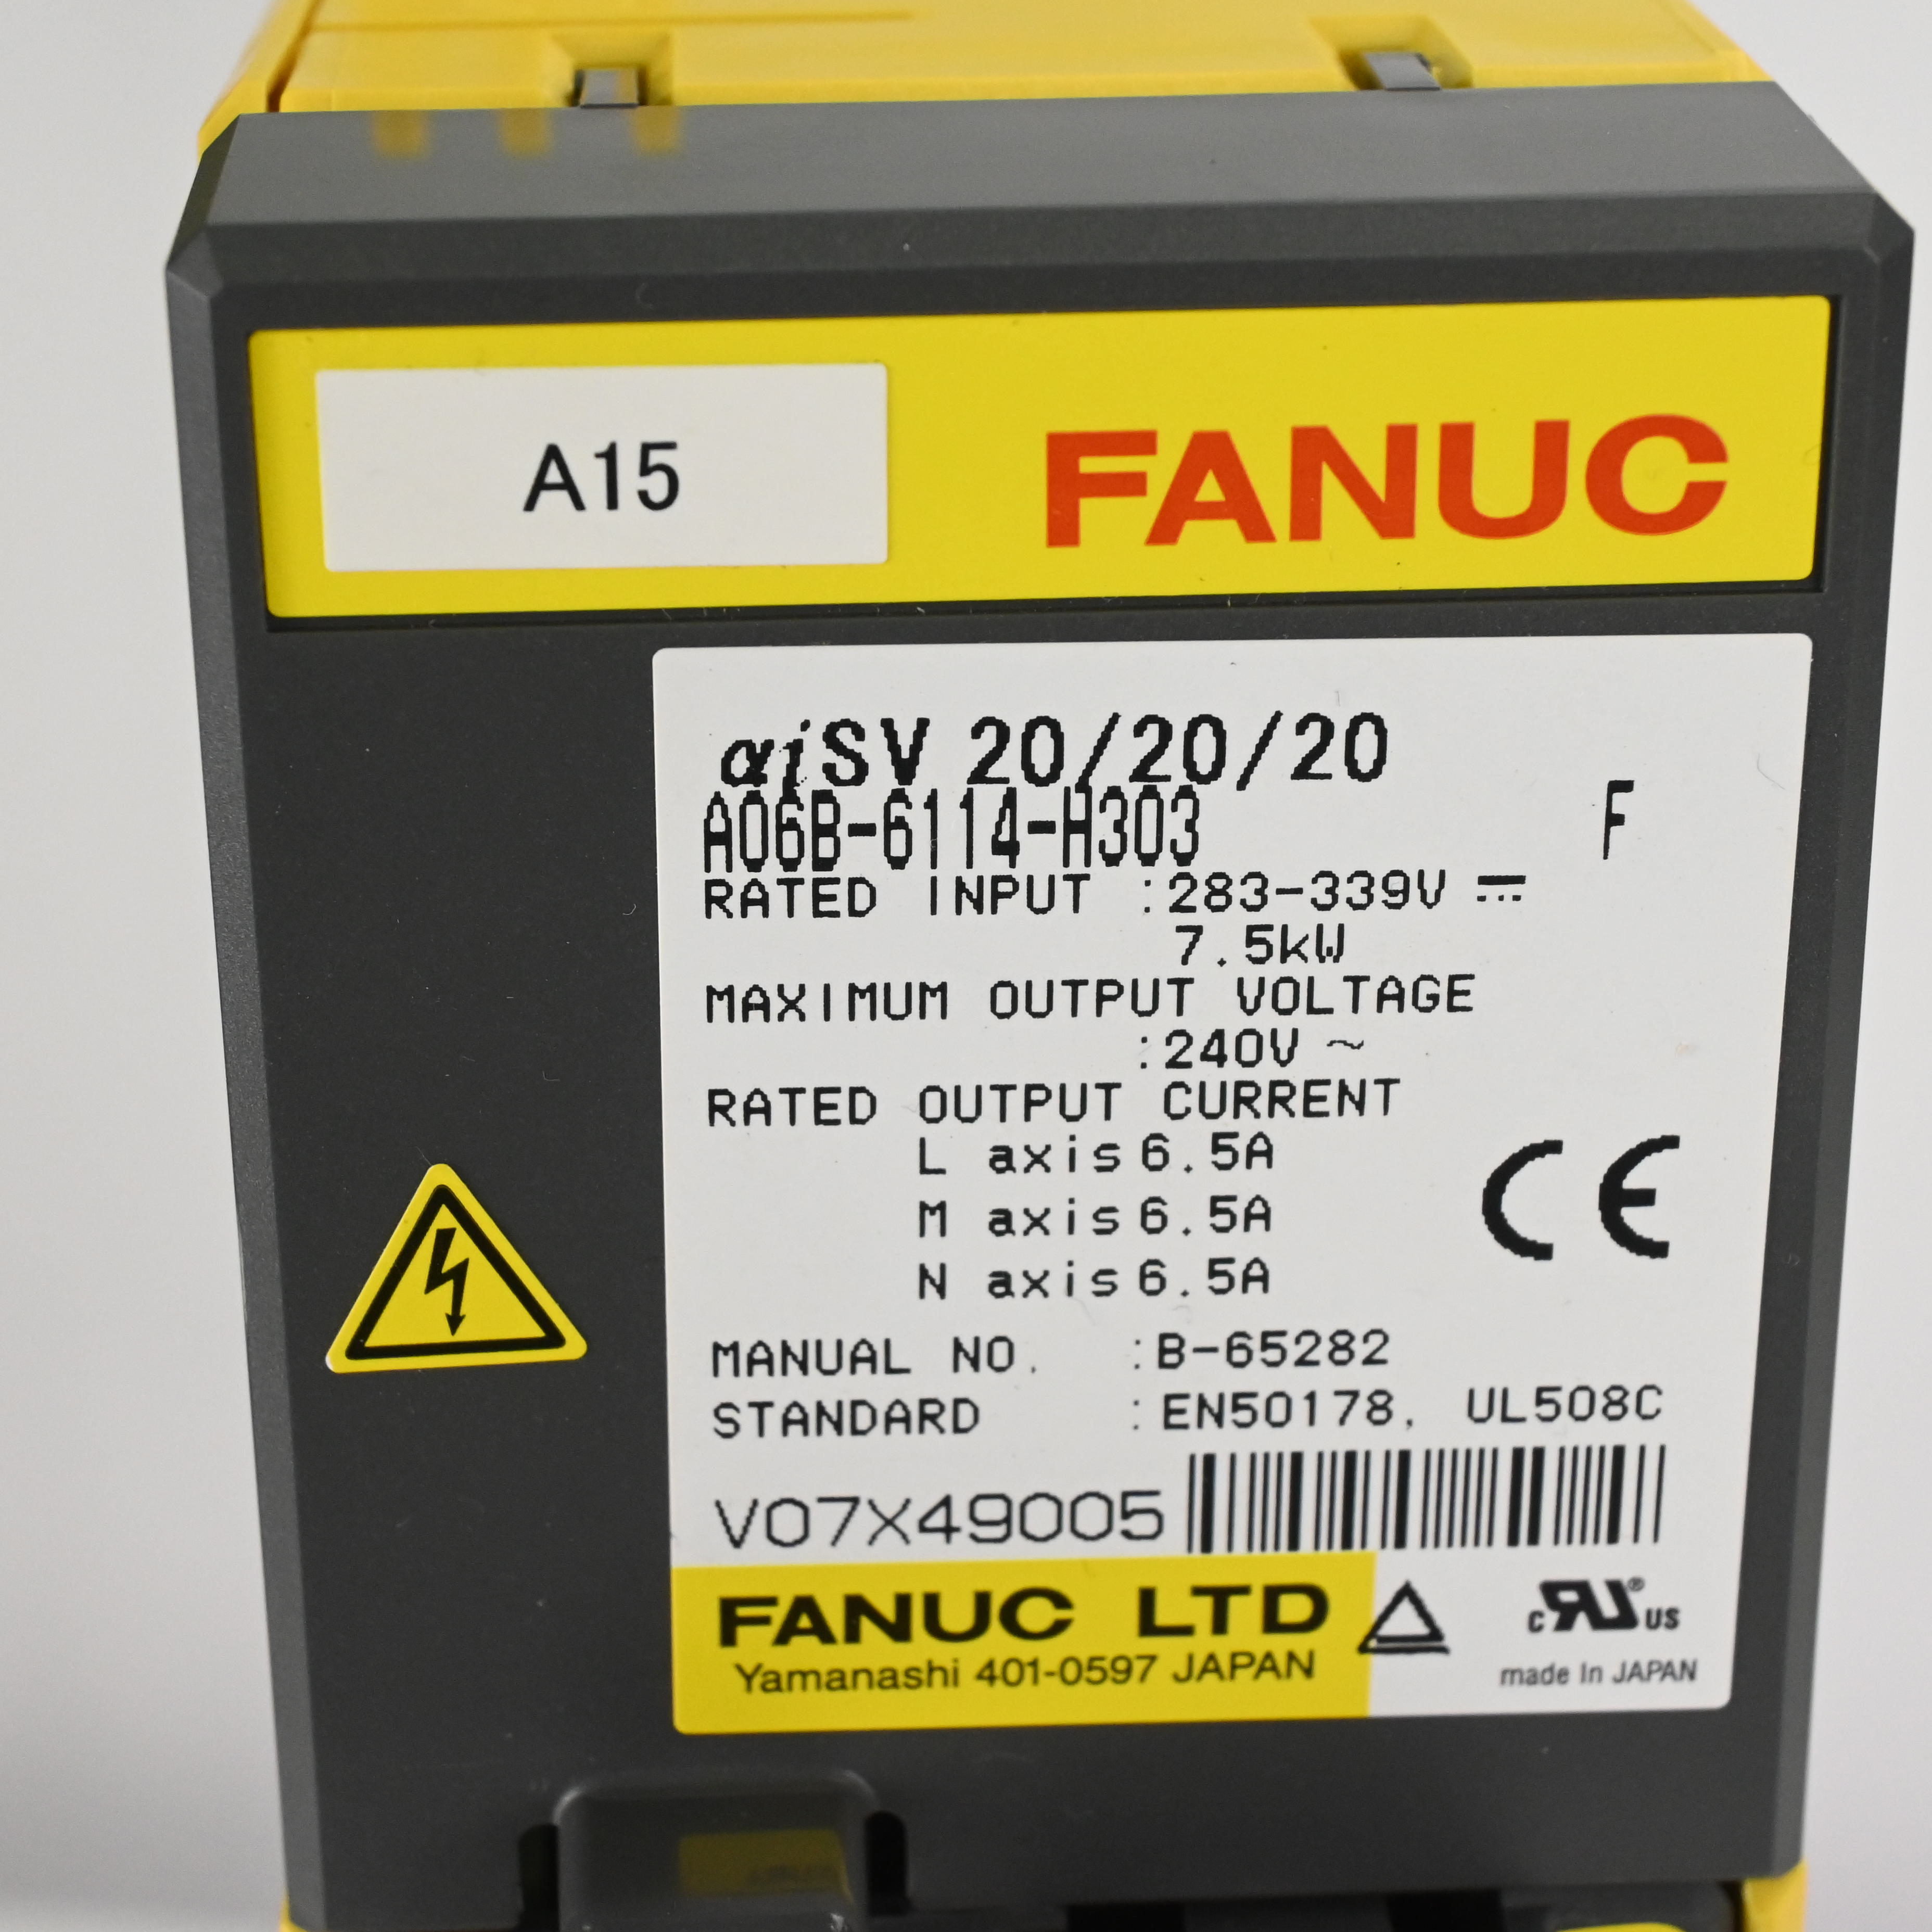 A15
FANUC
αiSV 20/20/20
A06B-6114-H303 F
RATED INPUT :283-339V ⎓
7.5kW
MAXIMUM OUTPUT VOLTAGE
:240V ~
RATED OUTPUT CURRENT
L axis 6.5A
M axis 6.5A
N axis 6.5A
CE
MANUAL NO. :B-65282
STANDARD :EN50178, UL508C
V07X49005
FANUC LTD
Yamanashi 401-0597 JAPAN
c RU ® US
made In JAPAN